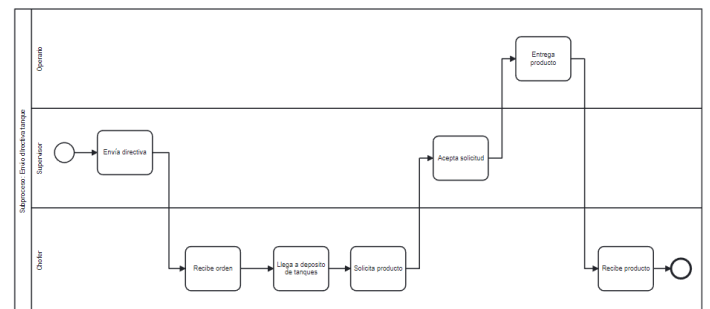 Subproceso: Envio directiva tanque
Operario
Entrega
producto
Supervisor
Envía directiva
Acepta solicitud
Chofer
Recibe orden
Llega a deposito
de tanques
Solicita producto
Recibe producto